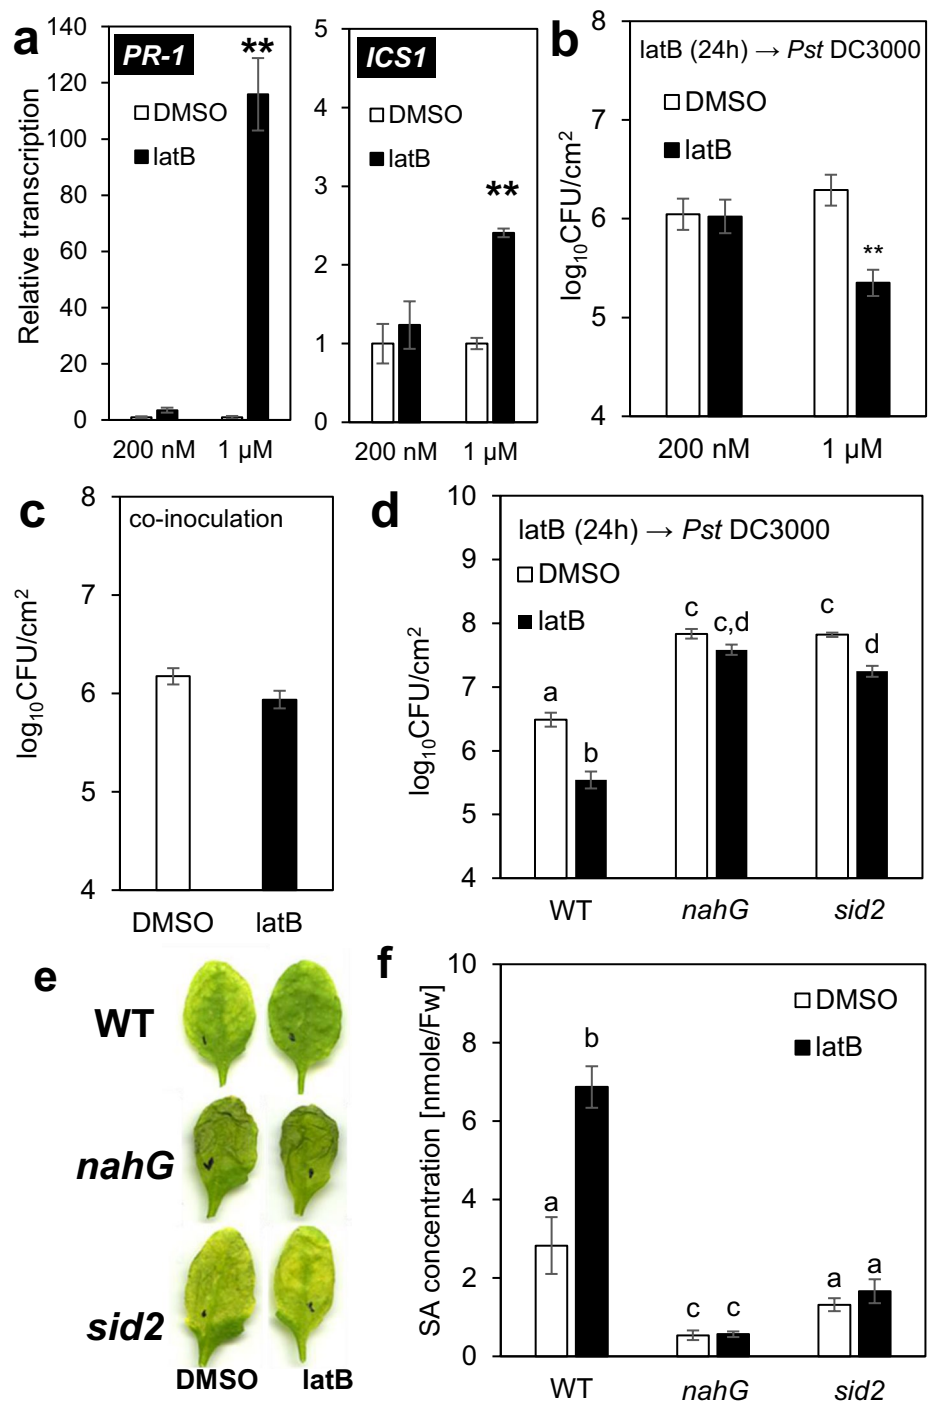 a
PR-1
**
DMSO
latB
Relative transcription
140
120
100
80
60
40
20
0
200 nM 1 µM
ICS1
**
DMSO
latB
5
4
3
2
1
0
200 nM 1 µM
b
latB (24h) → Pst DC3000
DMSO
latB
**
log10CFU/cm2
8
7
6
5
4
200 nM 1 µM
c
co-inoculation
log10CFU/cm2
8
7
6
5
4
DMSO latB
d
latB (24h) → Pst DC3000
DMSO
latB
log10CFU/cm2
10
9
8
7
6
5
4
a b c c,d c d
WT nahG sid2
e
WT
nahG
sid2
DMSO latB
f
DMSO
latB
SA concentration [nmole/Fw]
10
8
6
4
2
0
a b c c a a
WT nahG sid2